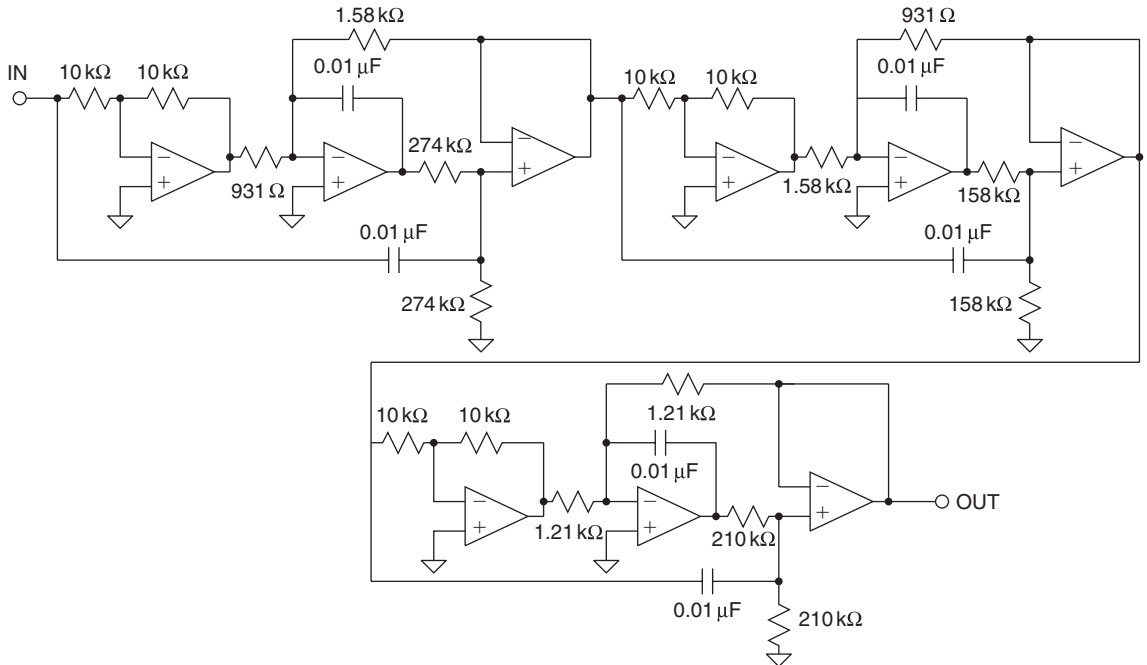 1.58 kΩ
0.01 μF
IN
10 kΩ
10 kΩ
−
+
931 Ω
−
+
274 kΩ
−
+
0.01 μF
274 kΩ
931 Ω
0.01 μF
10 kΩ
10 kΩ
−
+
1.58 kΩ
−
+
158 kΩ
−
+
0.01 μF
158 kΩ
1.21 kΩ
0.01 μF
10 kΩ
10 kΩ
−
+
1.21 kΩ
−
+
210 kΩ
−
+
OUT
0.01 μF
210 kΩ